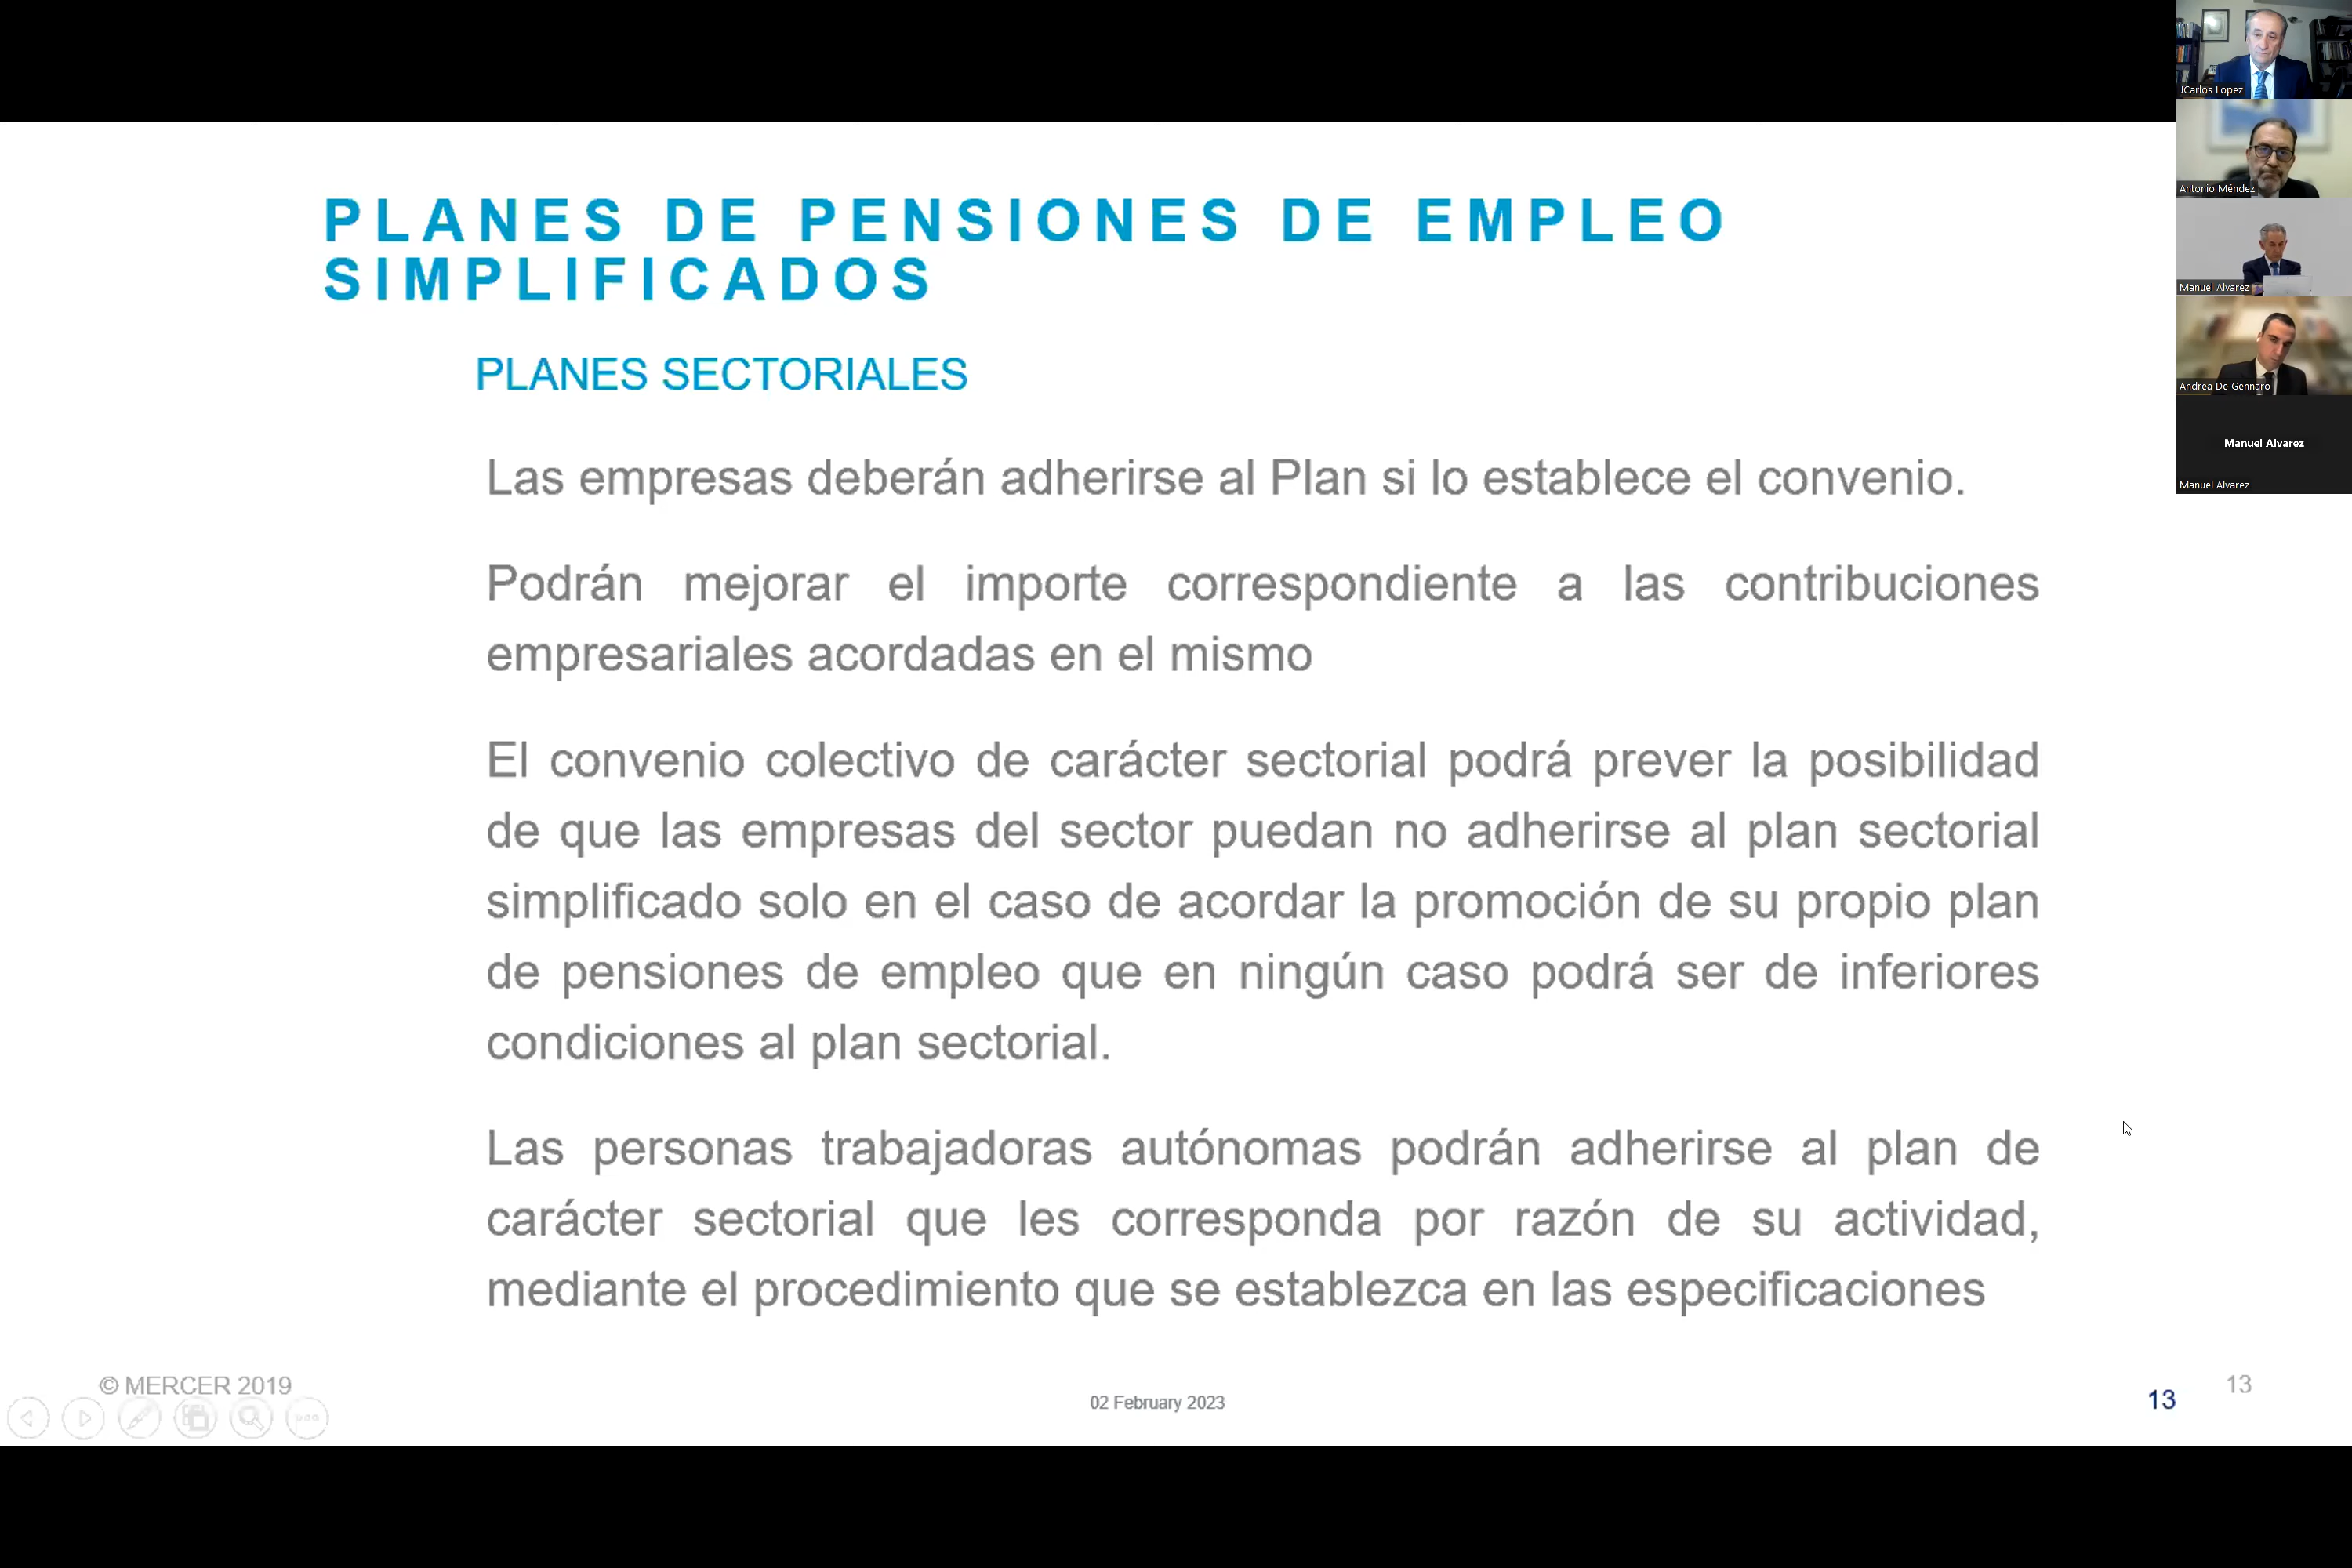 PLANES DE PENSIONES DE EMPLEO
SIMPLIFICADOS
PLANES SECTORIALES
Las empresas deberán adherirse al Plan si lo establece el convenio.
Podrán mejorar el importe correspondiente a las contribuciones
empresariales acordadas en el mismo
El convenio colectivo de carácter sectorial podrá prever la posibilidad
de que las empresas del sector puedan no adherirse al plan sectorial
simplificado solo en el caso de acordar la promoción de su propio plan
de pensiones de empleo que en ningún caso podrá ser de inferiores
condiciones al plan sectorial.
Las personas trabajadoras autónomas podrán adherirse al plan de
carácter sectorial que les corresponda por razón de su actividad,
mediante el procedimiento que se establezca en las especificaciones
© MERCER 2019
02 February 2023
13
13
JCarlos Lopez
Antonio Méndez
Manuel Alvarez
Andrea De Gennaro
Manuel Alvarez
Manuel Alvarez